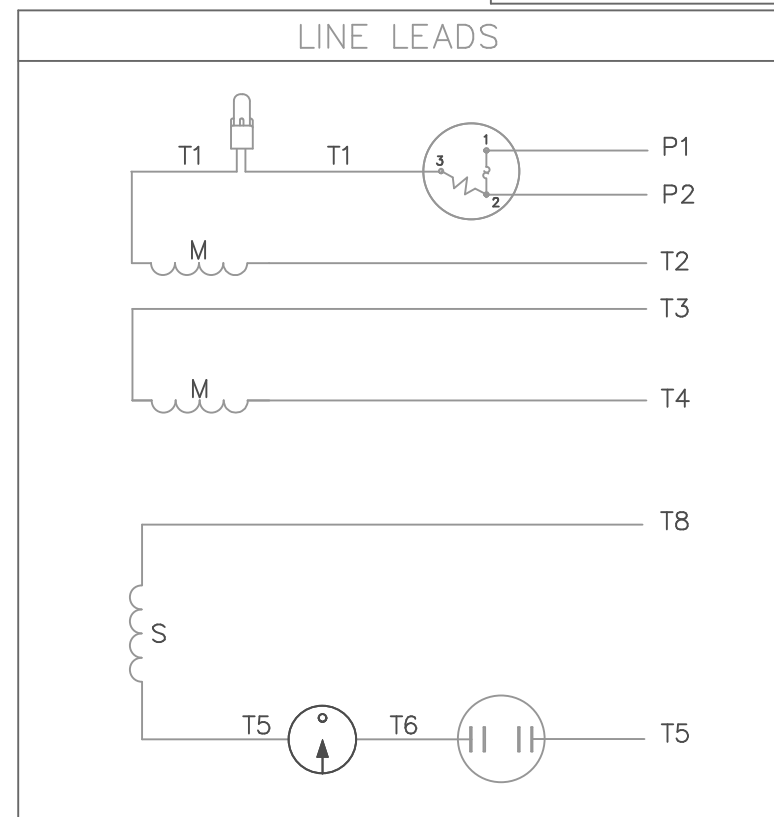 LINE LEADS
T1 T1 3 1 2 P1
P2
M T2
T3
M T4
T8
S
T5 T6 T5